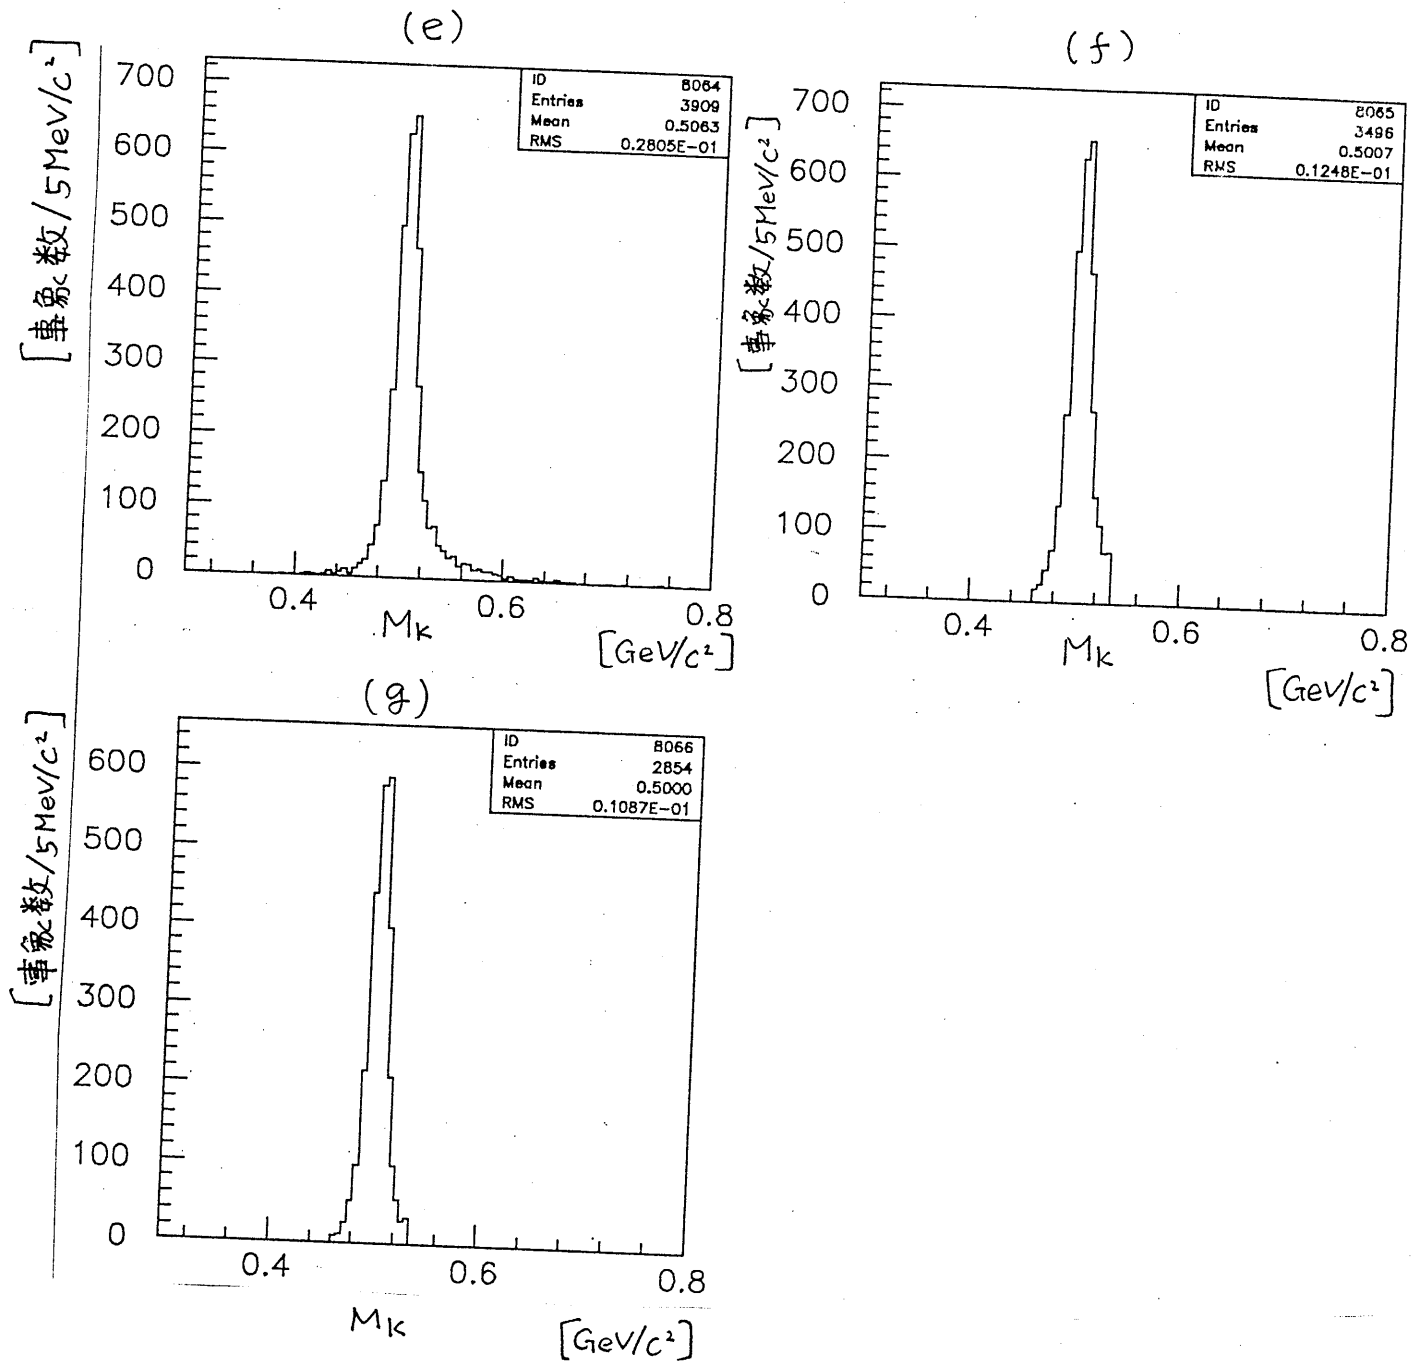 (e)
[事象数/5MeV/c²]
700
600
500
400
300
200
100
0
ID 8064
Entries 3909
Mean 0.5063
RMS 0.2805E-01
0.4 0.6 0.8
MK
[GeV/c²]
(f)
[事象数/5MeV/c²]
700
600
500
400
300
200
100
0
ID 8065
Entries 3496
Mean 0.5007
RMS 0.1248E-01
0.4 0.6 0.8
MK
[GeV/c²]
(g)
[事象数/5MeV/c²]
600
500
400
300
200
100
0
ID 8066
Entries 2854
Mean 0.5000
RMS 0.1087E-01
0.4 0.6 0.8
MK
[GeV/c²]